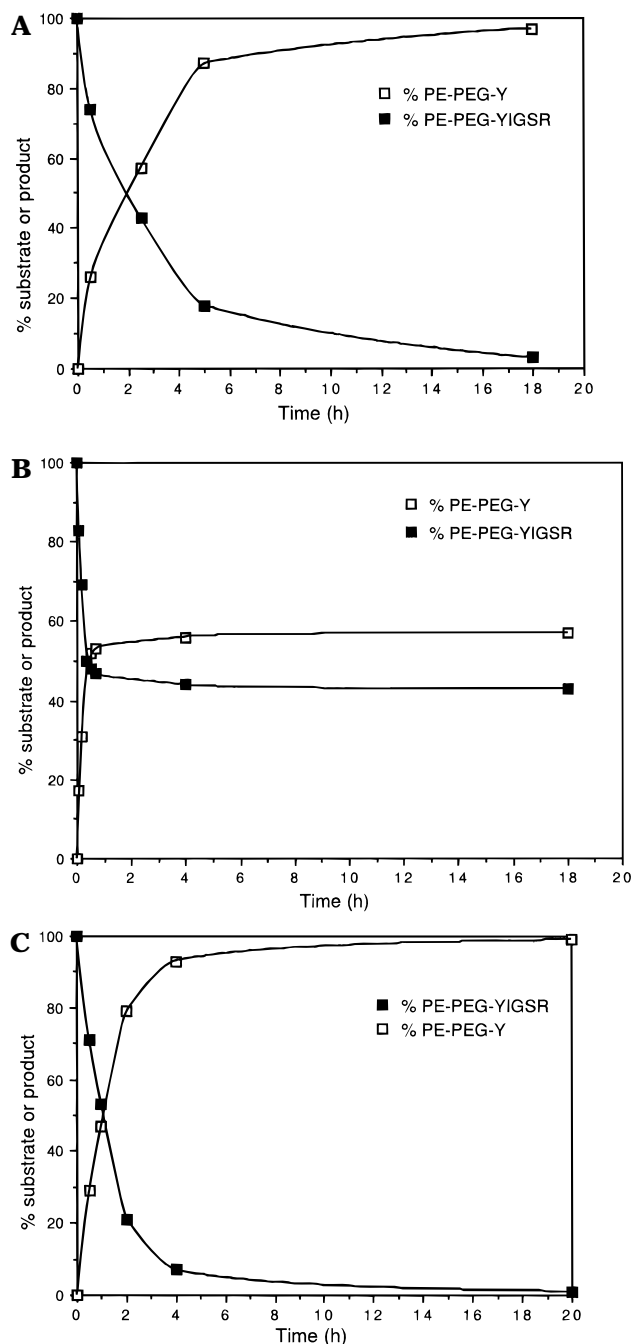 A
100
80
60
40
20
0
% substrate or product
% PE-PEG-Y
% PE-PEG-YIGSR
0 2 4 6 8 10 12 14 16 18 20
Time (h)
B
100
80
60
40
20
0
% substrate or product
% PE-PEG-Y
% PE-PEG-YIGSR
0 2 4 6 8 10 12 14 16 18 20
Time (h)
C
100
80
60
40
20
0
% substrate or product
% PE-PEG-YIGSR
% PE-PEG-Y
0 2 4 6 8 10 12 14 16 18 20
Time (h)